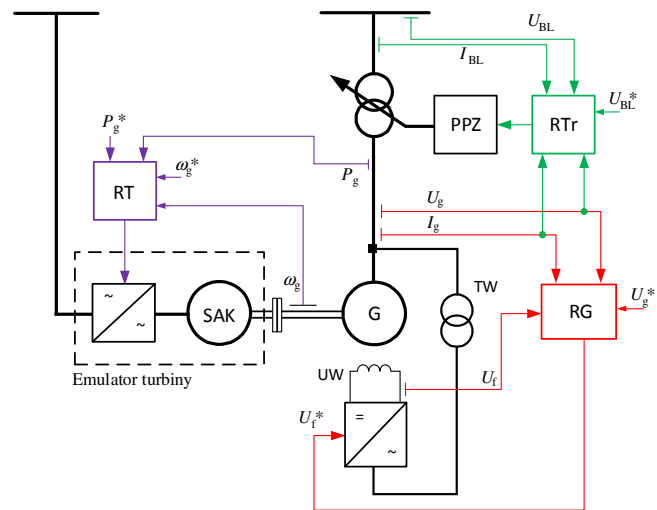 U_BL
I_BL
U_BL*
PPZ
RTr
P_g*
ω_g*
RT
P_g
U_g
I_g
ω_g
TW
~
~
SAK
G
RG
U_g*
Emulator turbiny
UW
U_f
U_f*
=
~